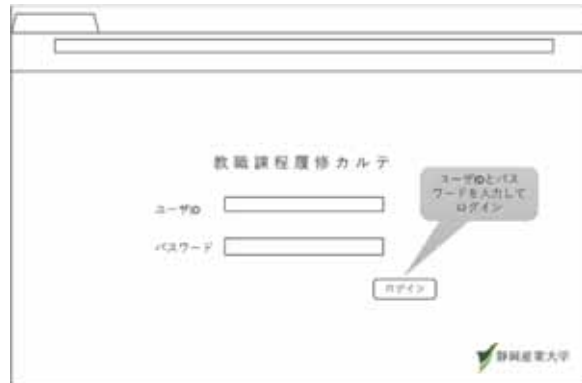 教職課程履修カルテ
ユーザIDとパス
ワードを入力して
ログイン
ユーザID
パスワード
ログイン
静岡産業大学